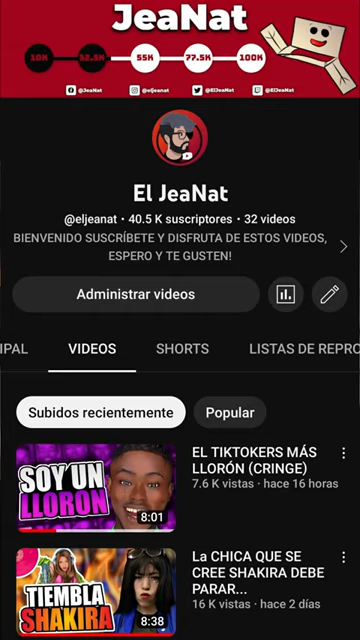 JeaNat
10K
32.5K
55K
77.5K
100K
@JeaNat
@eljeanat
@ElJeaNat
@ElJeaNat
El JeaNat
@eljeanat • 40.5 K suscriptores • 32 videos
BIENVENIDO SUSCRÍBETE Y DISFRUTA DE ESTOS VIDEOS,
ESPERO Y TE GUSTEN!
Administrar videos
IPAL
VIDEOS
SHORTS
LISTAS DE REPRO
Subidos recientemente
Popular
SOY UN
LLORÓN
8:01
EL TIKTOKERS MÁS
LLORÓN (CRINGE)
7.6 K vistas · hace 16 horas
TIEMBLA
SHAKIRA
8:38
La CHICA QUE SE
CREE SHAKIRA DEBE
PARAR...
16 K vistas · hace 2 días